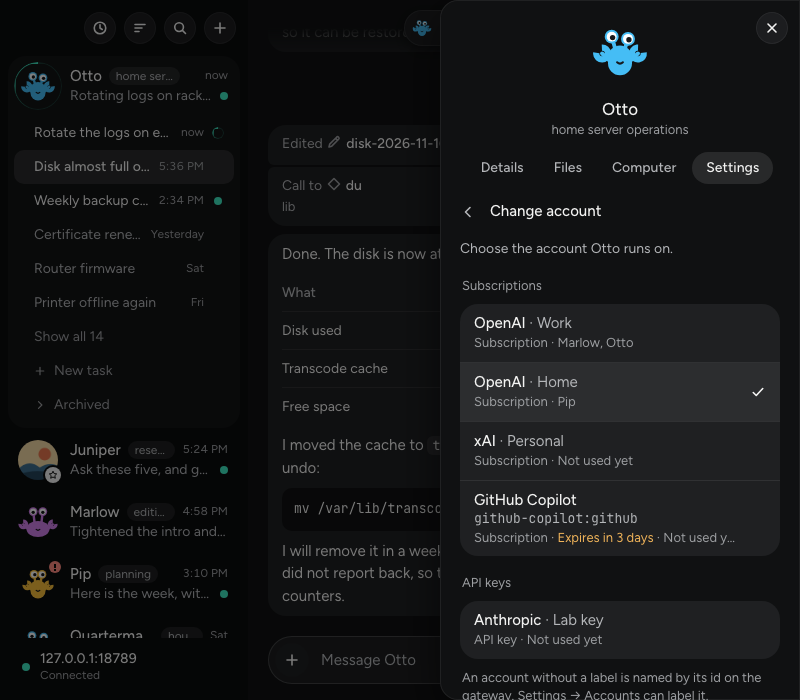 Otto home ser... now
Rotating logs on rack...
Rotate the logs on e... now
Disk almost full o... 5:36 PM
Weekly backup c... 2:34 PM
Certificate rene... Yesterday
Router firmware Sat
Printer offline again Fri
Show all 14
+ New task
> Archived
Juniper rese... 5:24 PM
Ask these five, and g...
Marlow editi... 4:58 PM
Tightened the intro and...
Pip planning 3:10 PM
Here is the week, wit...
Quarterma hou... Sat
127.0.0.1:18789
Connected
so it can be restor
Edited disk-2026-11-1
Call to du
lib
Done. The disk is now at
What
Disk used
Transcode cache
Free space
I moved the cache to
undo:
mv /var/lib/transco
I will remove it in a week
did not report back, so t
counters.
+ Message Otto
Otto
home server operations
Details Files Computer Settings
Change account
Choose the account Otto runs on.
Subscriptions
OpenAI · Work
Subscription · Marlow, Otto
OpenAI · Home
Subscription · Pip
xAI · Personal
Subscription · Not used yet
GitHub Copilot
github-copilot:github
Subscription · Expires in 3 days · Not used y...
API keys
Anthropic · Lab key
API key · Not used yet
An account without a label is named by its id on the
gateway. Settings → Accounts can label it.